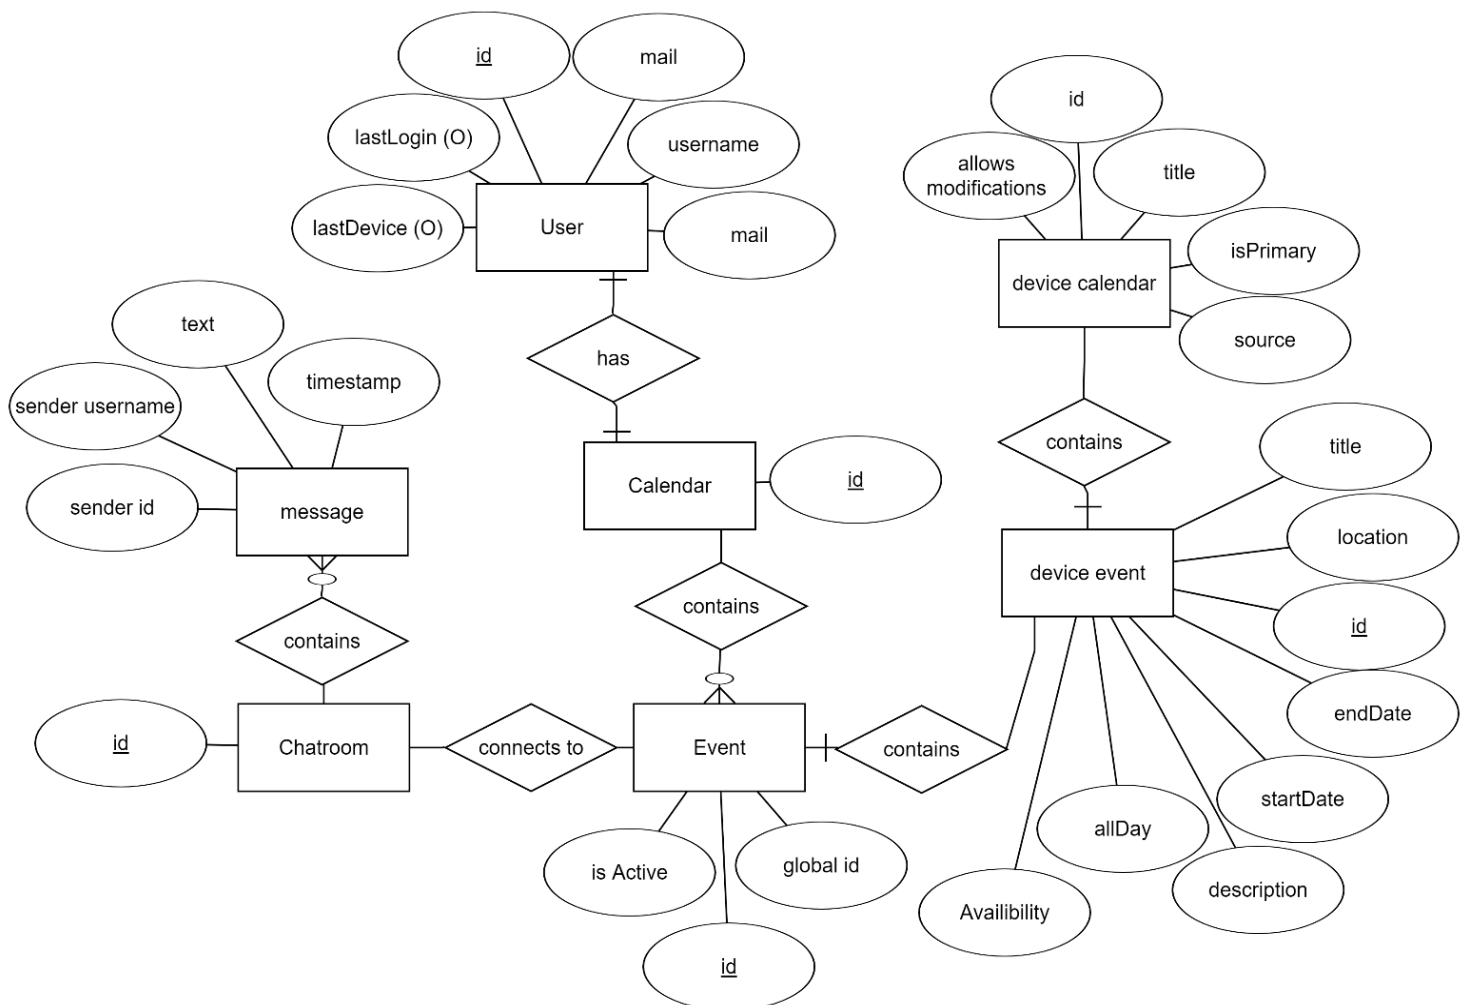 id
mail
lastLogin (O)
username
lastDevice (O)
User
mail
id
allows
modifications
title
isPrimary
device calendar
source
text
timestamp
sender username
sender id
message
has
Calendar
id
contains
title
location
device event
id
endDate
startDate
allDay
description
Availibility
contains
contains
id
Chatroom
connects to
Event
contains
is Active
global id
id